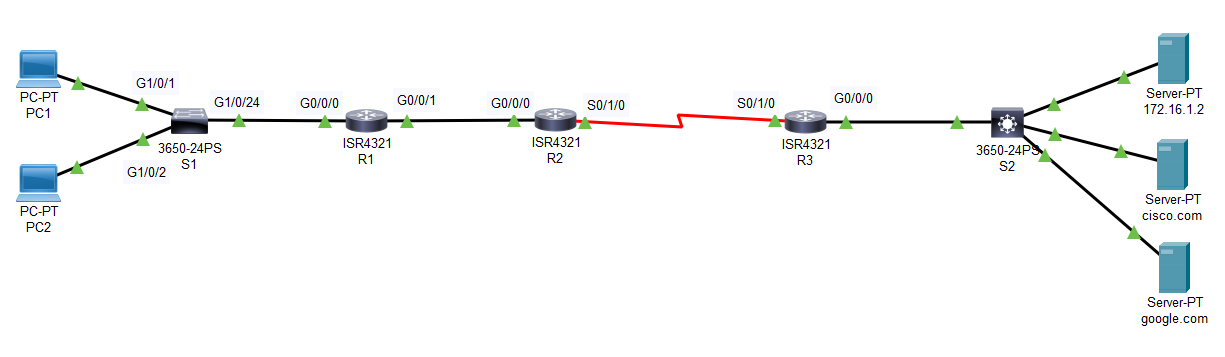 PC-PT
PC1
G1/0/1
PC-PT
PC2
G1/0/2
3650-24PS
S1
G1/0/24
G0/0/0
ISR4321
R1
G0/0/1
G0/0/0
ISR4321
R2
S0/1/0
S0/1/0
ISR4321
R3
G0/0/0
3650-24PS
S2
Server-PT
172.16.1.2
Server-PT
cisco.com
Server-PT
google.com